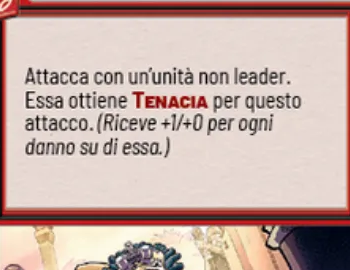 Attacca con un'unità non leader.
Essa ottiene TENACIA per questo
attacco. (Riceve +1/+0 per ogni
danno su di essa.)